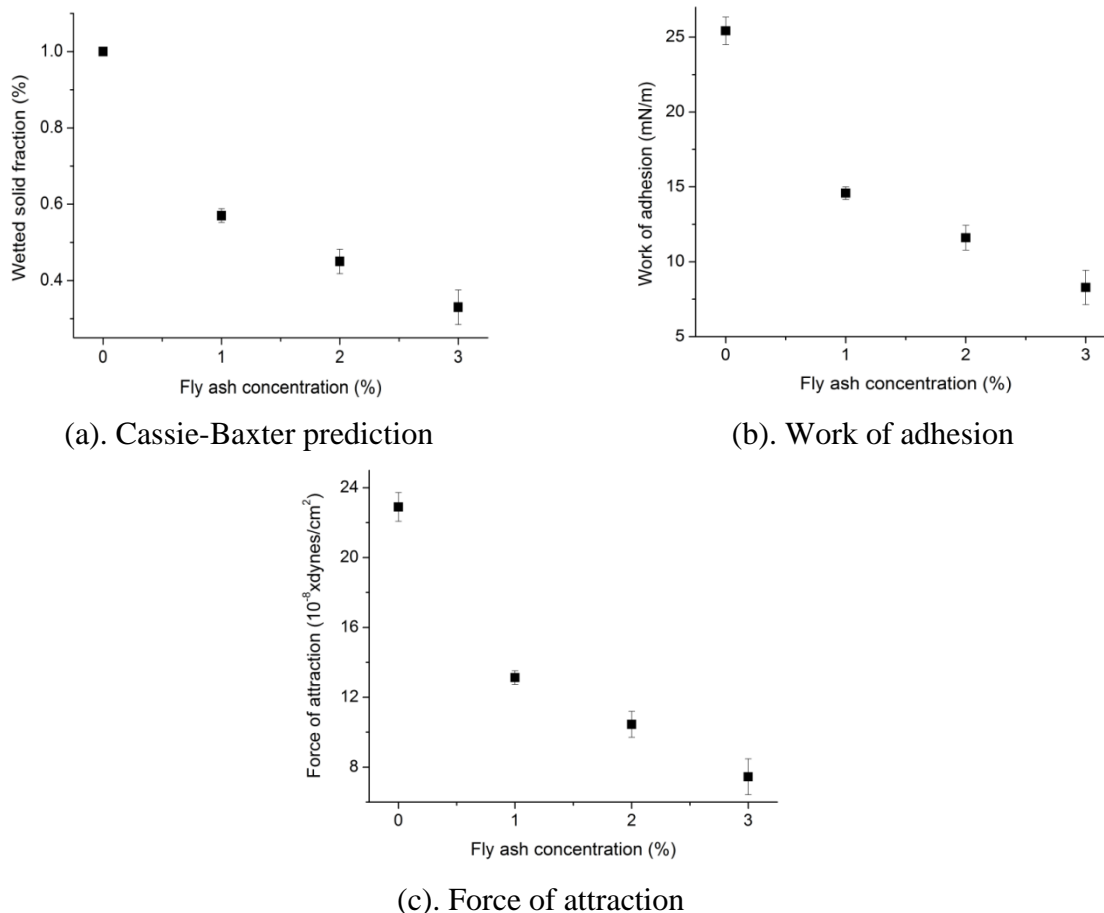 1.0
0.8
0.6
0.4
Wetted solid fraction (%)
0 1 2 3
Fly ash concentration (%)
(a). Cassie-Baxter prediction
25
20
15
10
5
Work of adhesion (mN/m)
0 1 2 3
Fly ash concentration (%)
(b). Work of adhesion
24
20
16
12
8
Force of attraction (10⁻⁸xdynes/cm²)
0 1 2 3
Fly ash concentration (%)
(c). Force of attraction